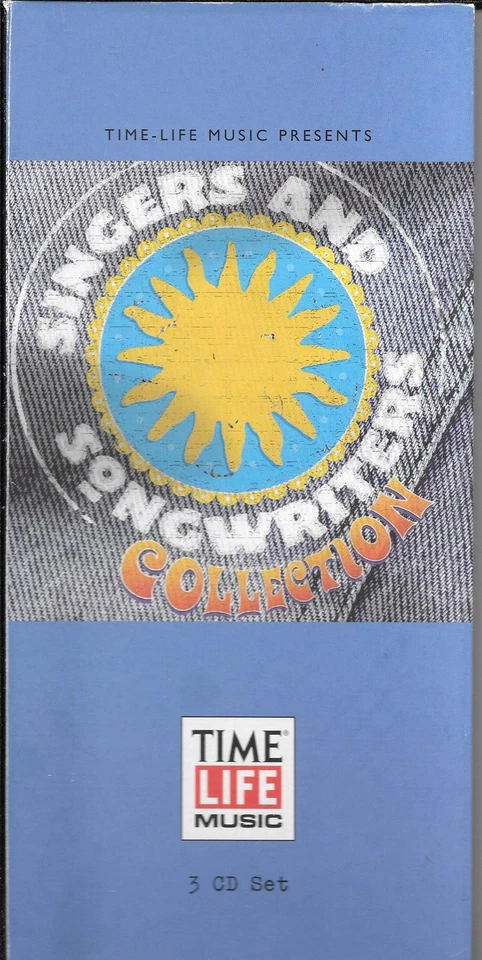 TIME-LIFE MUSIC PRESENTS
SINGERS AND
SONGWRITERS
COLLECTION
TIME®
LIFE
MUSIC
3 CD Set